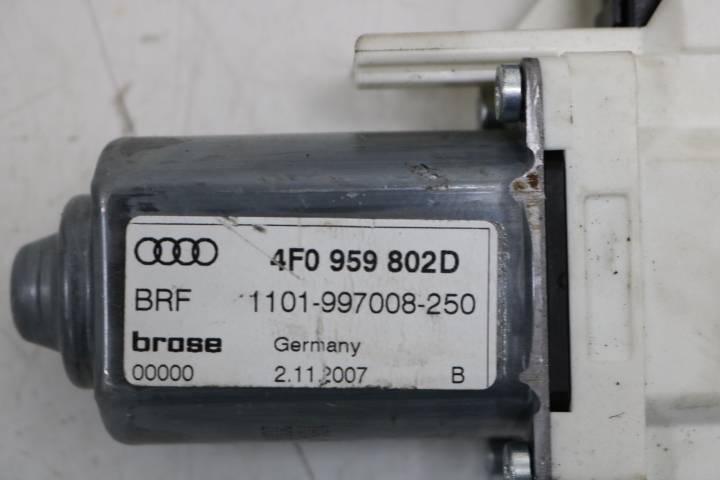 4F0 959 802D
BRF 1101-997008-250
brose Germany
00000 2.11.2007 B